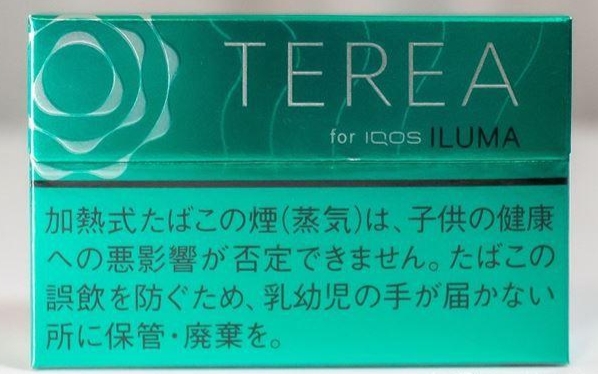 TEREA
for IQOS ILUMA
加熱式たばこの煙(蒸気)は、子供の健康
への悪影響が否定できません。たばこの
誤飲を防ぐため、乳幼児の手が届かない
所に保管・廃棄を。